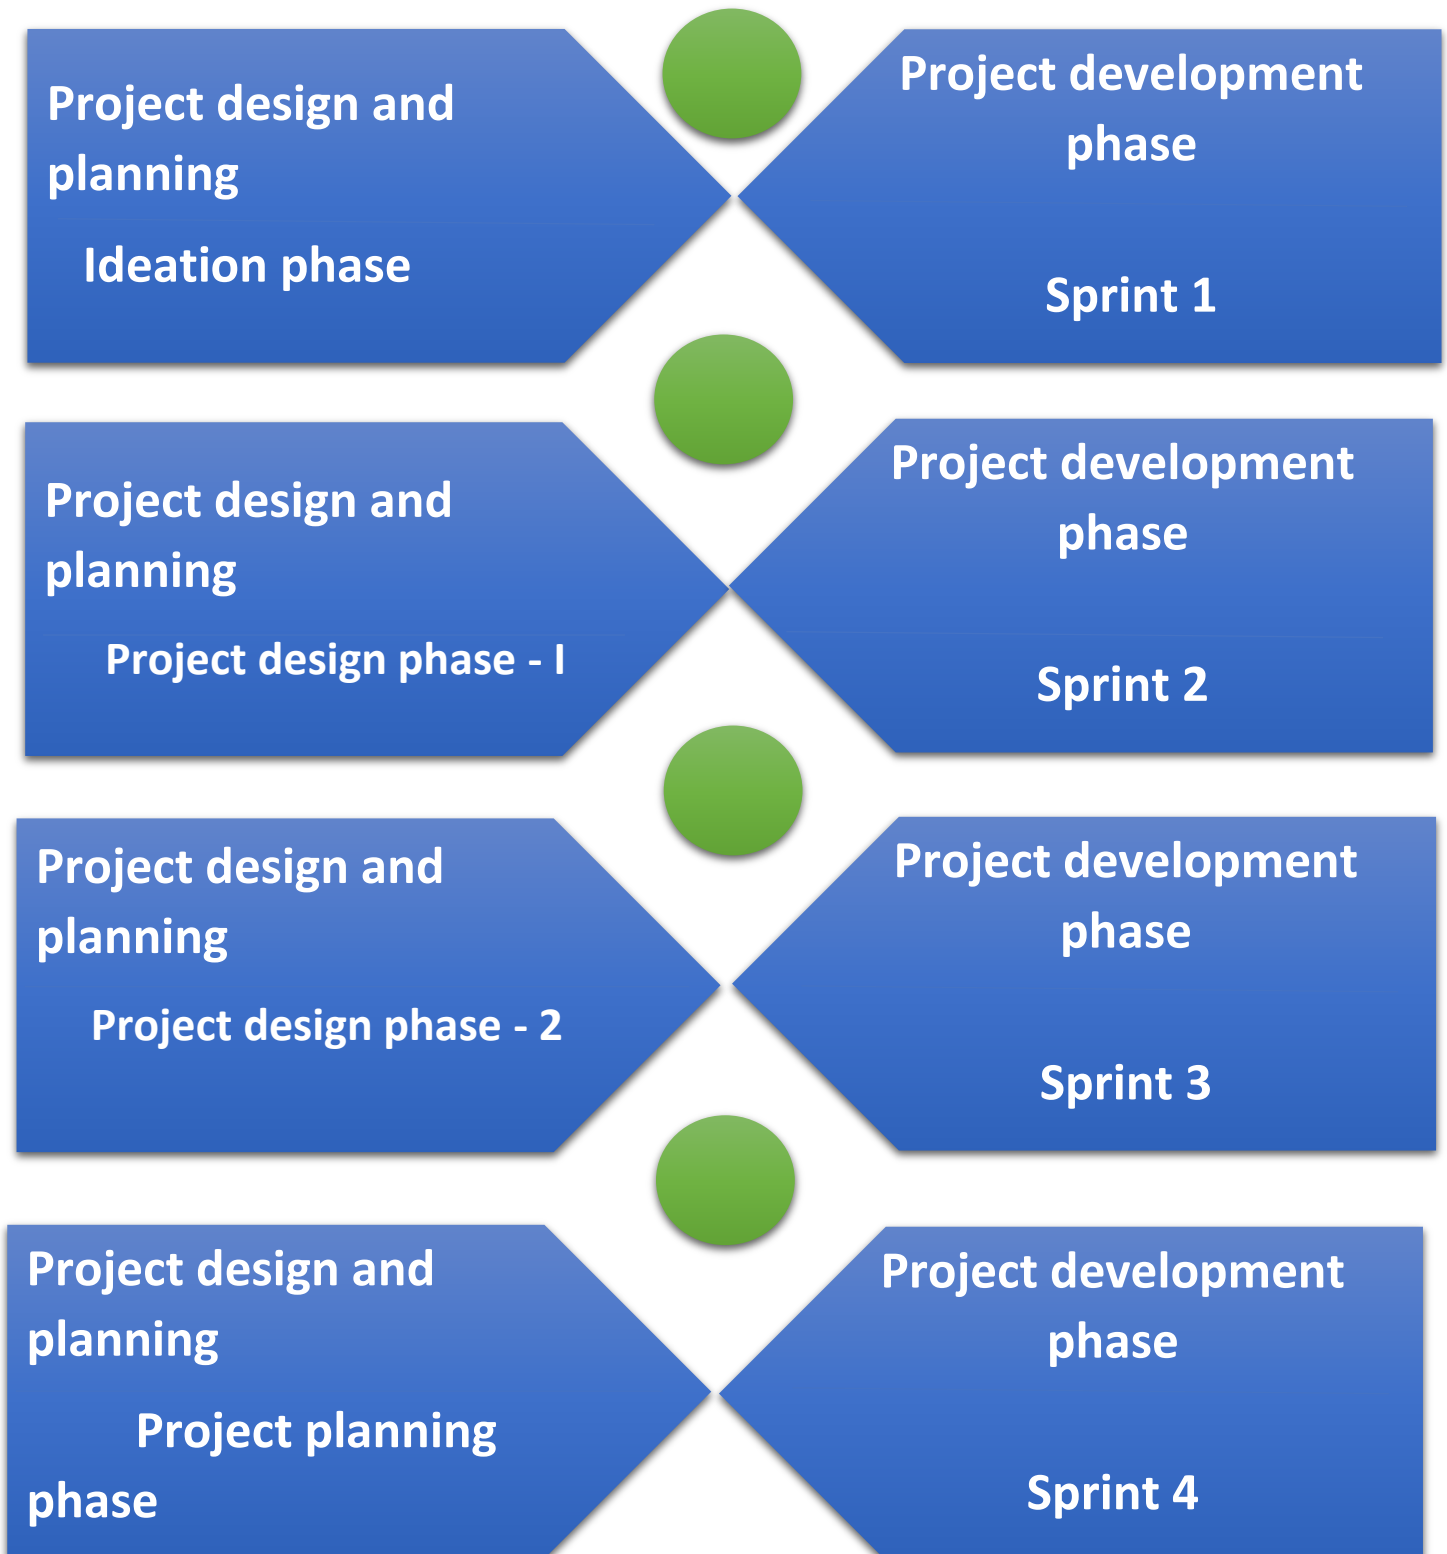 Project design and
planning
Ideation phase
Project development
phase
Sprint 1
Project design and
planning
Project design phase - I
Project development
phase
Sprint 2
Project design and
planning
Project design phase - 2
Project development
phase
Sprint 3
Project design and
planning
Project planning
phase
Project development
phase
Sprint 4